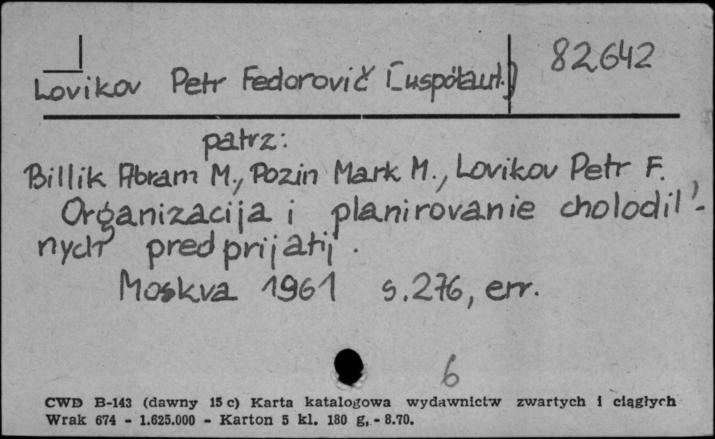 82642
Lovikov Petr Fedorovič [współaut.]
patrz:
Billik Abram M., Pozin Mark M., Lovikov Petr F.
Organizacija i planirovanie cholodil'-
nych predprijatij.
Moskva 1961 s.276, err.
6
CWD B-143 (dawny 15 c) Karta katalogowa wydawnictw zwartych i ciągłych
Wrak 674 - 1.625.000 - Karton 5 kl. 180 g, - 8.70.